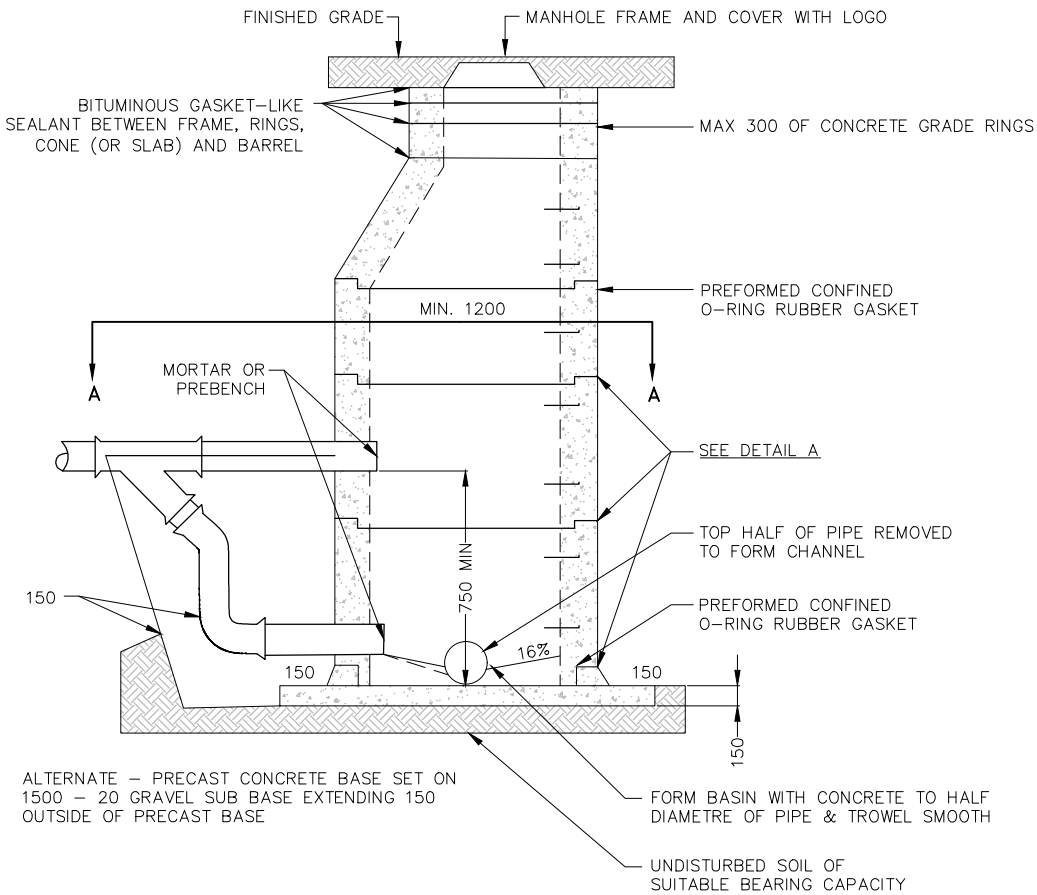 FINISHED GRADE
MANHOLE FRAME AND COVER WITH LOGO
BITUMINOUS GASKET-LIKE
SEALANT BETWEEN FRAME, RINGS,
CONE (OR SLAB) AND BARREL
MAX 300 OF CONCRETE GRADE RINGS
PREFORMED CONFINED
O-RING RUBBER GASKET
MIN. 1200
A
A
MORTAR OR
PREBENCH
SEE DETAIL A
750 MIN
TOP HALF OF PIPE REMOVED
TO FORM CHANNEL
150
PREFORMED CONFINED
O-RING RUBBER GASKET
16%
150
150
150
ALTERNATE - PRECAST CONCRETE BASE SET ON
1500 - 20 GRAVEL SUB BASE EXTENDING 150
OUTSIDE OF PRECAST BASE
FORM BASIN WITH CONCRETE TO HALF
DIAMETRE OF PIPE & TROWEL SMOOTH
UNDISTURBED SOIL OF
SUITABLE BEARING CAPACITY